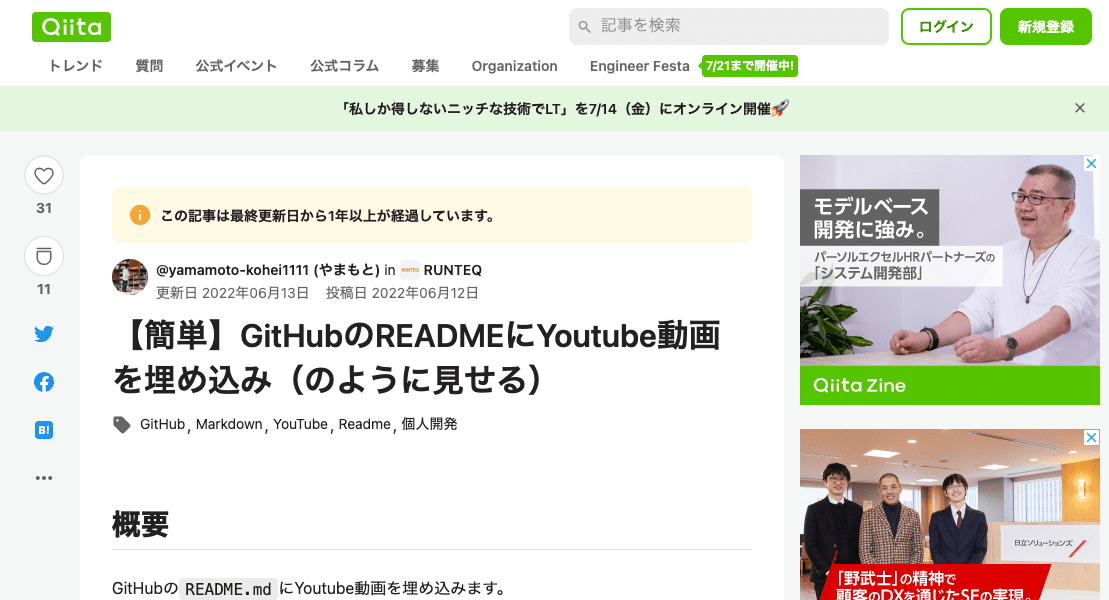 Qiita
記事を検索
ログイン
新規登録
トレンド
質問
公式イベント
公式コラム
募集
Organization
Engineer Festa
7/21まで開催中!
「私しか得しないニッチな技術でLT」を7/14（金）にオンライン開催🚀
31
11
B!
この記事は最終更新日から1年以上が経過しています。
@yamamoto-kohei1111 (やまもと) in RUNTEQ RUNTEQ
更新日 2022年06月13日 投稿日 2022年06月12日
【簡単】GitHubのREADMEにYoutube動画
を埋め込み（のように見せる）
GitHub, Markdown, YouTube, Readme, 個人開発
概要
GitHubのREADME.mdにYoutube動画を埋め込みます。
モデルベース
開発に強み。
パーソルエクセルHRパートナーズの
「システム開発部」
Qiita Zine
日立ソリューションズ
「野武士」の精神で
顧客のDXを通じたSEの実現。